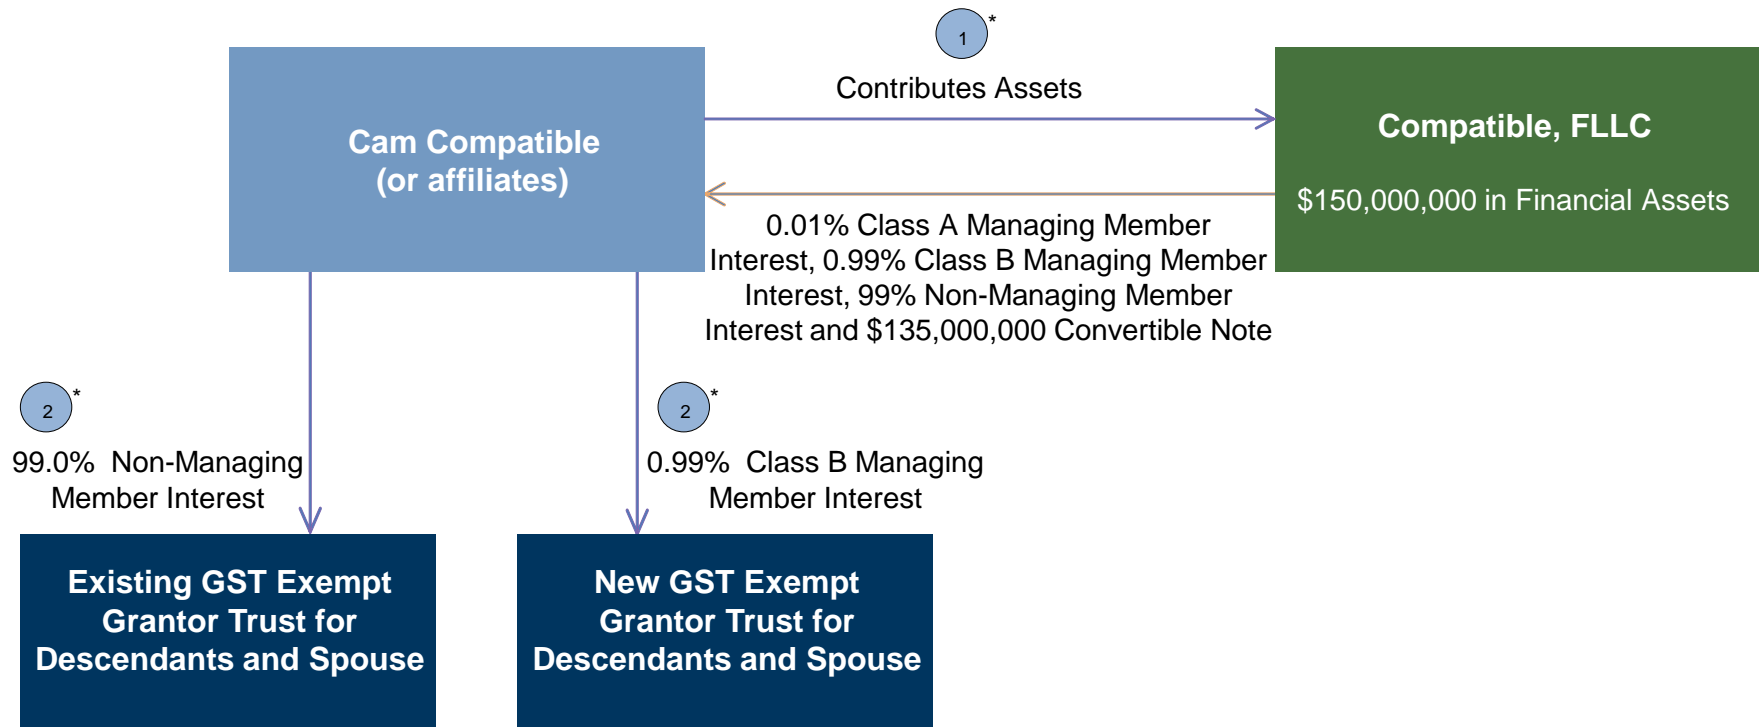 1 *
Contributes Assets
Cam Compatible
(or affiliates)
Compatible, FLLC
$150,000,000 in Financial Assets
0.01% Class A Managing Member
Interest, 0.99% Class B Managing Member
Interest, 99% Non-Managing Member
Interest and $135,000,000 Convertible Note
2 *
99.0% Non-Managing
Member Interest
2 *
0.99% Class B Managing
Member Interest
Existing GST Exempt
Grantor Trust for
Descendants and Spouse
New GST Exempt
Grantor Trust for
Descendants and Spouse